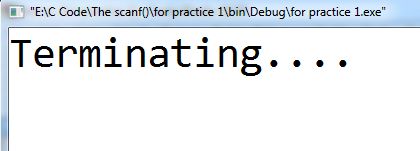 "E:\C Code\The scanf()\for practice 1\bin\Debug\for practice 1.exe"
Terminating....